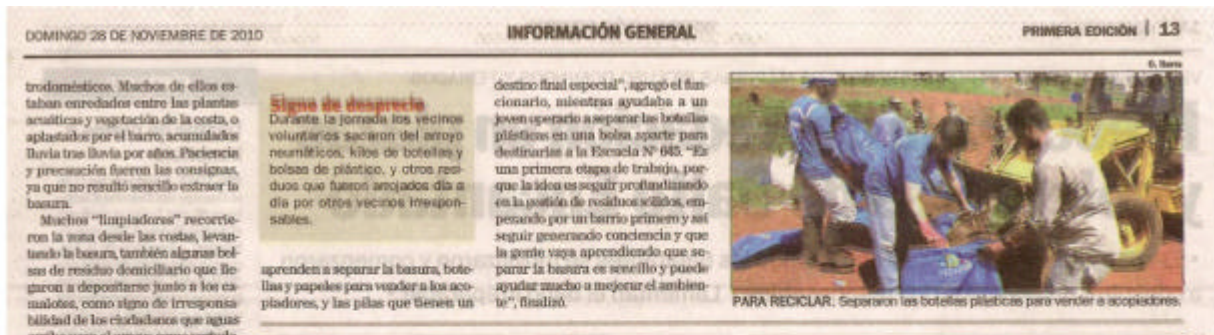 DOMINGO 28 DE NOVIEMBRE DE 2010
INFORMACIÓN GENERAL
PRIMERA EDICIÓN | 13
trodomésticos. Muchos de ellos es-
taban enredados entre las plantas
acuáticas y vegetación de la costa, o
aplastados por el barro, acumulados
lluvia tras lluvia por años. Paciencia
y precaución fueron las consignas,
ya que no resultó sencillo extraer la
basura.
Muchos "limpiadores" recorrie-
ron la zona desde las costas, levan-
tando la basura, también algunas bol-
sas de residuo domiciliario que lle-
garon a depositarse junto a los ca-
malotes, como signo de irresponsa
bilidad de los ciudadanos que aguas
Signo de desprecio
Durante la jornada los vecinos
voluntarios sacaron del arroyo
neumáticos, kilos de botellas y
bolsas de plástico, y otros resi-
duos que fueron arrojados día a
día por otros vecinos irrespon-
sables.
aprenden a separar la basura, bote-
llas y papeles para vender a los aco-
piadores, y las pilas que tienen un
destino final especial", agregó el fun-
cionario, mientras ayudaba a un
joven operario a separar las botellas
plásticas en una bolsa aparte para
destinarlas a la Escuela Nº 645. "Es
una primera etapa de trabajo, por-
que la idea es seguir profundizando
en la gestión de residuos sólidos, em-
pezando por un barrio primero y así
seguir generando conciencia y que
la gente vaya aprendiendo que se-
parar la basura es sencillo y puede
ayudar mucho a mejorar el ambien-
te", finalizó.
PARA RECICLAR. Separaron las botellas plásticas para vender a acopiadores.